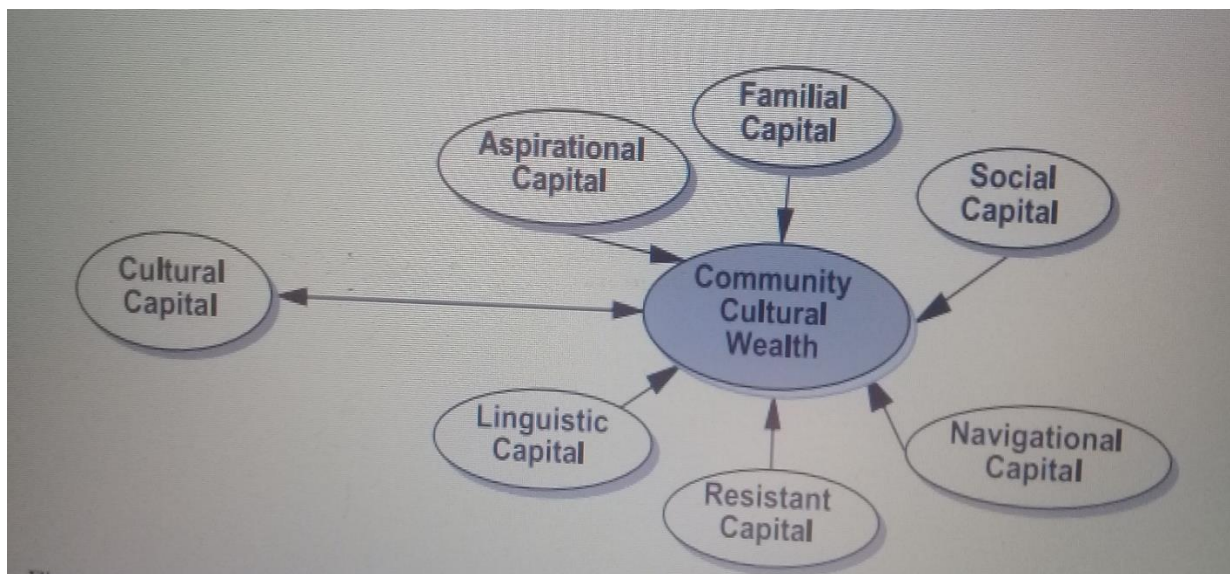 Familial
Capital
Aspirational
Capital
Social
Capital
Cultural
Capital
Community
Cultural
Wealth
Linguistic
Capital
Navigational
Capital
Resistant
Capital